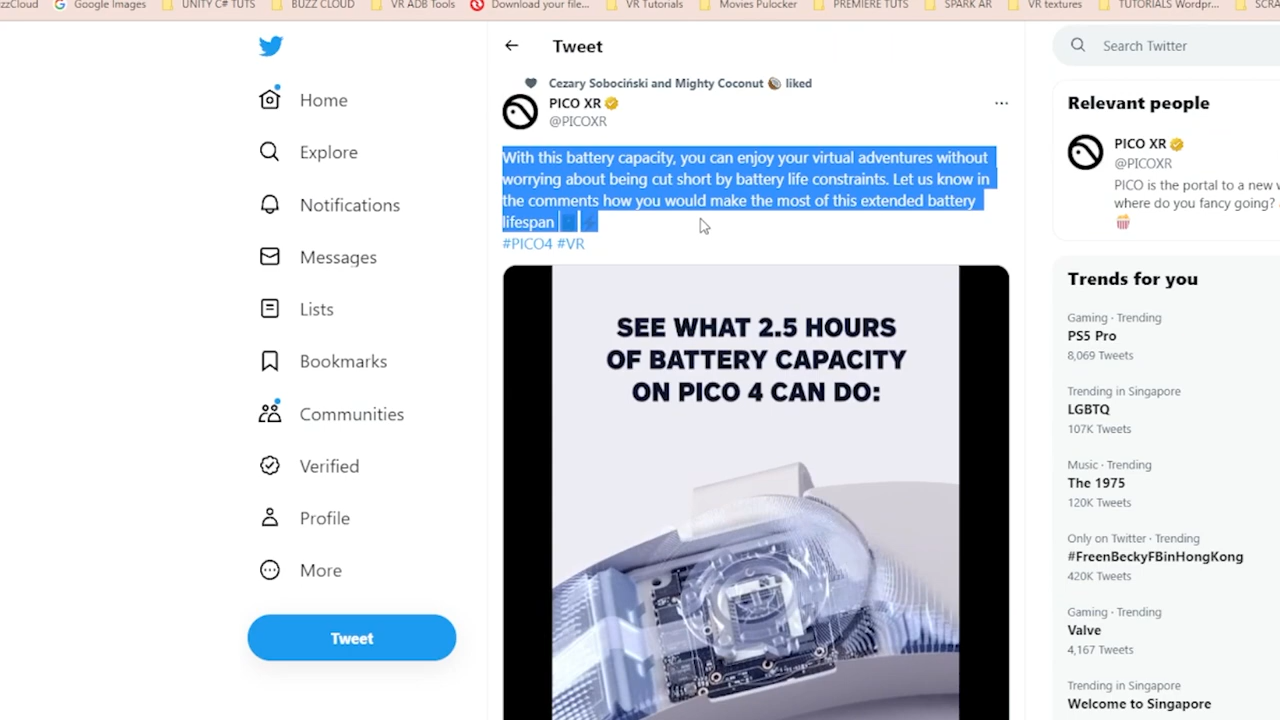 zzCloud
Google Images
UNITY C# TUTS
BUZZ CLOUD
VR ADB Tools
Download your file...
VR Tutorials
Movies Pulocker
PREMIERE TUTS
SPARK AR
VR textures
TUTORIALS Wordpr...
SCRA
Home
Explore
Notifications
Messages
Lists
Bookmarks
Communities
Verified
Profile
More
Tweet
Tweet
Cezary Sobociński and Mighty Coconut 🥥 liked
PICO XR
@PICOXR
With this battery capacity, you can enjoy your virtual adventures without
worrying about being cut short by battery life constraints. Let us know in
the comments how you would make the most of this extended battery
lifespan
#PICO4 #VR
SEE WHAT 2.5 HOURS
OF BATTERY CAPACITY
ON PICO 4 CAN DO:
Search Twitter
Relevant people
PICO XR
@PICOXR
PICO is the portal to a new w
where do you fancy going? a
🍿
Trends for you
Gaming · Trending
PS5 Pro
8,069 Tweets
Trending in Singapore
LGBTQ
107K Tweets
Music · Trending
The 1975
120K Tweets
Only on Twitter · Trending
#FreenBeckyFBinHongKong
420K Tweets
Gaming · Trending
Valve
4,167 Tweets
Trending in Singapore
Welcome to Singapore